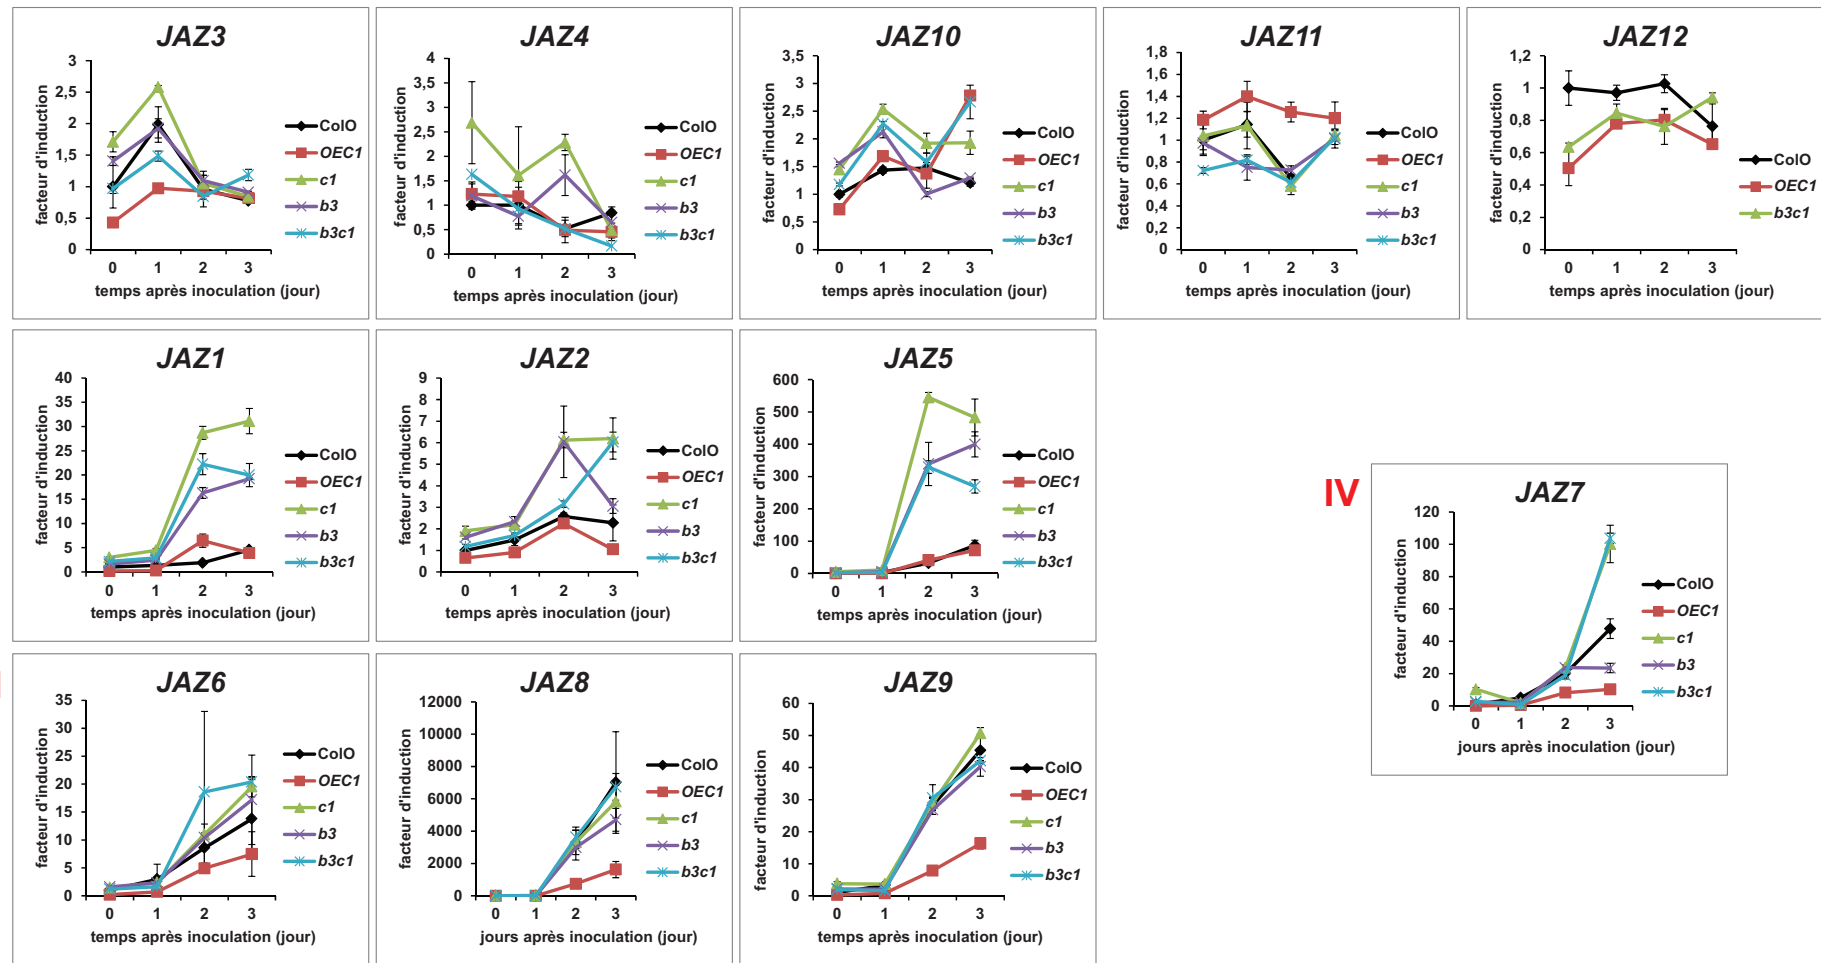 JAZ3
facteur d'induction
3
2,5
2
1,5
1
0,5
0
0 1 2 3
temps après inoculation (jour)
ColO
OEC1
c1
b3
b3c1
JAZ4
facteur d'induction
4
3,5
3
2,5
2
1,5
1
0,5
0
0 1 2 3
temps après inoculation (jour)
ColO
OEC1
c1
b3
b3c1
JAZ10
facteur d'induction
3,5
3
2,5
2
1,5
1
0,5
0
0 1 2 3
temps après inoculation (jour)
ColO
OEC1
c1
b3
b3c1
JAZ11
facteur d'induction
1,8
1,6
1,4
1,2
1
0,8
0,6
0,4
0,2
0
0 1 2 3
temps après inoculation (jour)
ColO
OEC1
c1
b3
b3c1
JAZ12
facteur d'induction
1,2
1
0,8
0,6
0,4
0,2
0
0 1 2 3
temps après inoculation (jour)
ColO
OEC1
b3c1
JAZ1
facteur d'induction
40
35
30
25
20
15
10
5
0
0 1 2 3
temps après inoculation (jour)
ColO
OEC1
c1
b3
b3c1
JAZ2
facteur d'induction
9
8
7
6
5
4
3
2
1
0
0 1 2 3
temps après inoculation (jour)
ColO
OEC1
c1
b3
b3c1
JAZ5
facteur d'induction
600
500
400
300
200
100
0
0 1 2 3
temps après inoculation (jour)
ColO
OEC1
c1
b3
b3c1
IV
JAZ7
facteur d'induction
120
100
80
60
40
20
0
0 1 2 3
jours après inoculation (jour)
ColO
OEC1
c1
b3
b3c1
JAZ6
facteur d'induction
35
30
25
20
15
10
5
0
0 1 2 3
temps après inoculation (jour)
ColO
OEC1
c1
b3
b3c1
JAZ8
facteur d'induction
12000
10000
8000
6000
4000
2000
0
0 1 2 3
jours après inoculation (jour)
ColO
OEC1
c1
b3
b3c1
JAZ9
facteur d'induction
60
50
40
30
20
10
0
0 1 2 3
temps après inoculation (jour)
ColO
OEC1
c1
b3
b3c1